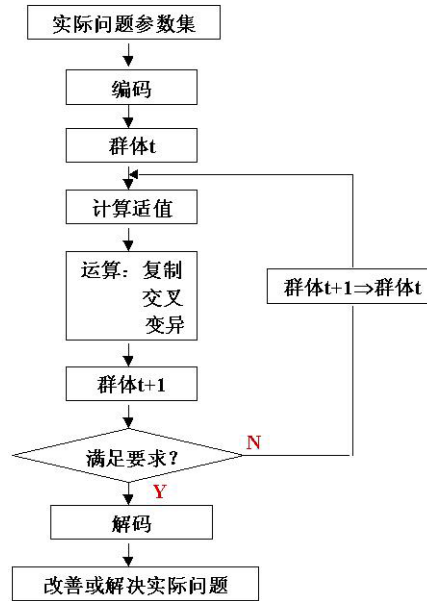 实际问题参数集
编码
群体t
计算适值
运算：复制
交叉
变异
群体t+1⇒群体t
群体t+1
满足要求？
N
Y
解码
改善或解决实际问题